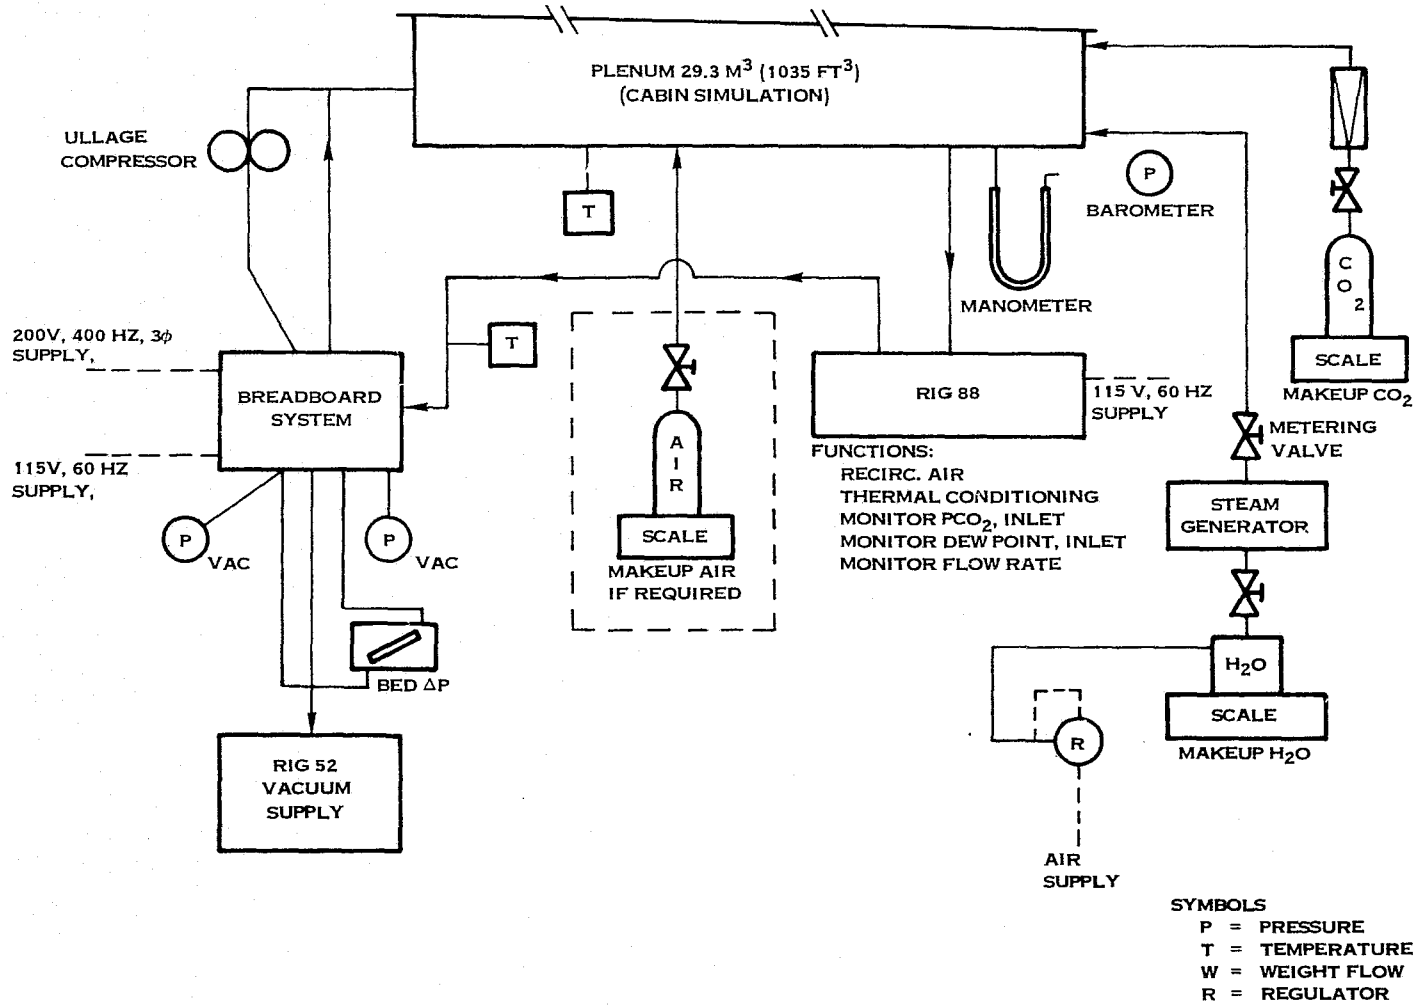 PLENUM 29.3 M³ (1035 FT³)
(CABIN SIMULATION)
ULLAGE
COMPRESSOR
T
P
BAROMETER
MANOMETER
CO₂
SCALE
MAKEUP CO₂
200V, 400 HZ, 3ϕ
SUPPLY,
T
BREADBOARD
SYSTEM
RIG 88
115 V, 60 HZ
SUPPLY
METERING
VALVE
115V, 60 HZ
SUPPLY,
FUNCTIONS:
RECIRC. AIR
THERMAL CONDITIONING
MONITOR PCO₂, INLET
MONITOR DEW POINT, INLET
MONITOR FLOW RATE
AIR
SCALE
MAKEUP AIR
IF REQUIRED
STEAM
GENERATOR
P
VAC
P
VAC
BED ΔP
H₂O
SCALE
MAKEUP H₂O
R
AIR
SUPPLY
RIG 52
VACUUM
SUPPLY
SYMBOLS
P = PRESSURE
T = TEMPERATURE
W = WEIGHT FLOW
R = REGULATOR